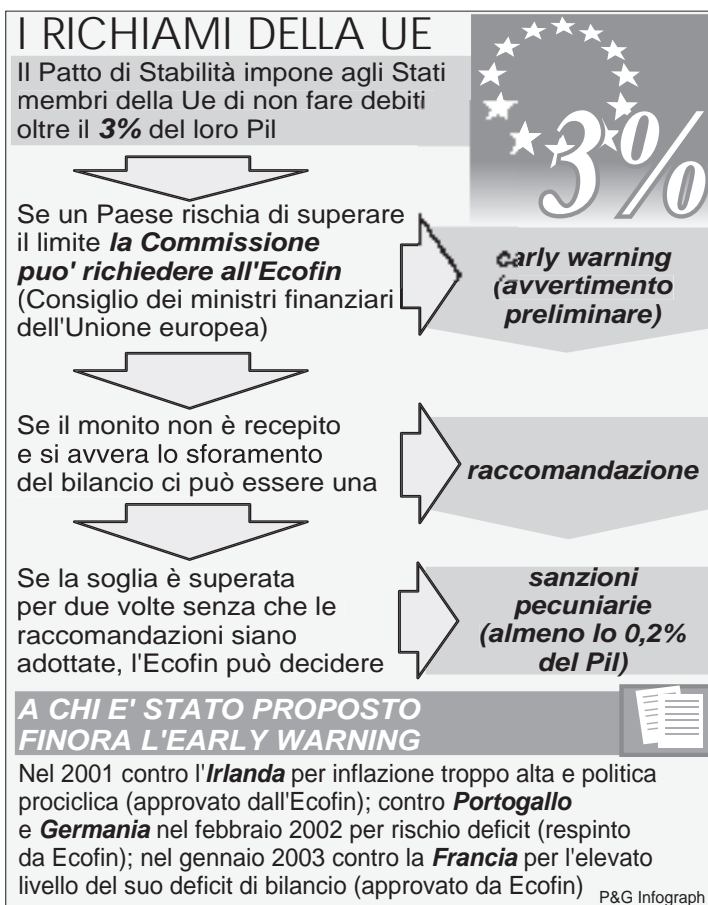 I RICHIAMI DELLA UE
Il Patto di Stabilità impone agli Stati
membri della Ue di non fare debiti
oltre il 3% del loro Pil
3%
Se un Paese rischia di superare
il limite la Commissione
puo' richiedere all'Ecofin
(Consiglio dei ministri finanziari
dell'Unione europea)
early warning
(avvertimento
preliminare)
Se il monito non è recepito
e si avvera lo sforamento
del bilancio ci può essere una
raccomandazione
Se la soglia è superata
per due volte senza che le
raccomandazioni siano
adottate, l'Ecofin può decidere
sanzioni
pecuniarie
(almeno lo 0,2%
del Pil)
A CHI E' STATO PROPOSTO
FINORA L'EARLY WARNING
Nel 2001 contro l'Irlanda per inflazione troppo alta e politica
prociclica (approvato dall'Ecofin); contro Portogallo
e Germania nel febbraio 2002 per rischio deficit (respinto
da Ecofin); nel gennaio 2003 contro la Francia per l'elevato
livello del suo deficit di bilancio (approvato da Ecofin)
P&G Infograph